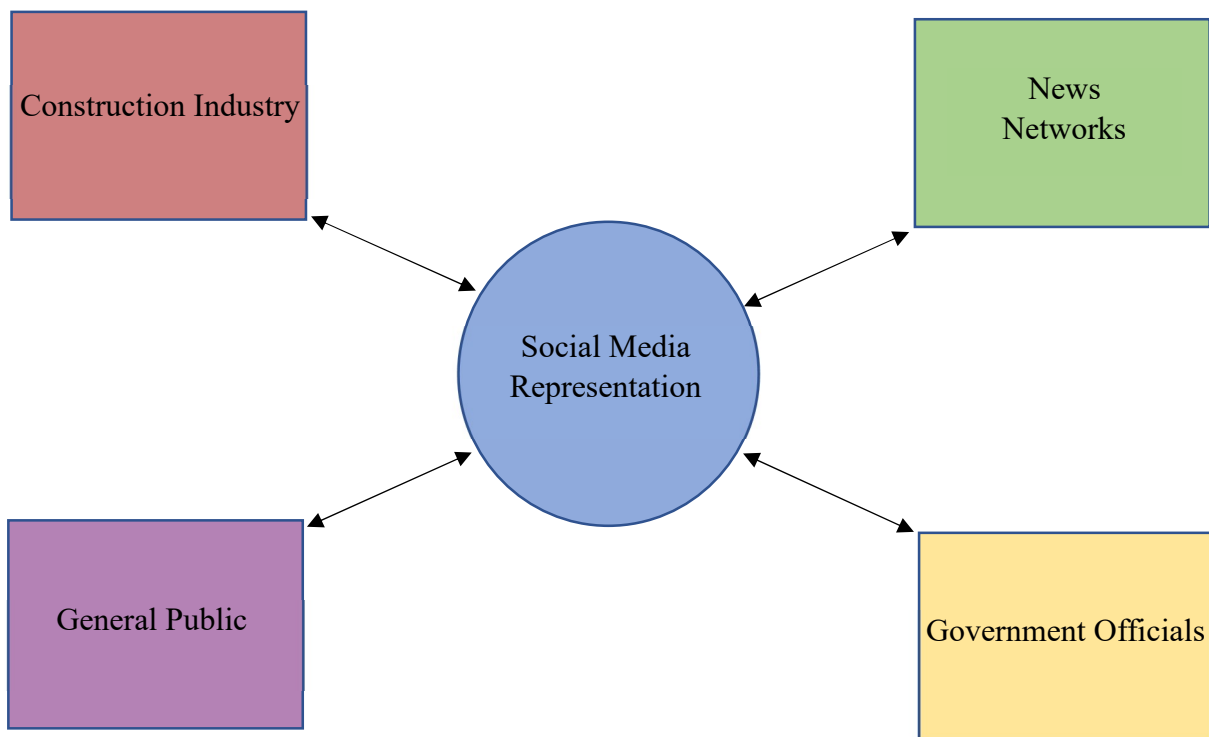 Construction Industry
News
Networks
Social Media
Representation
General Public
Government Officials